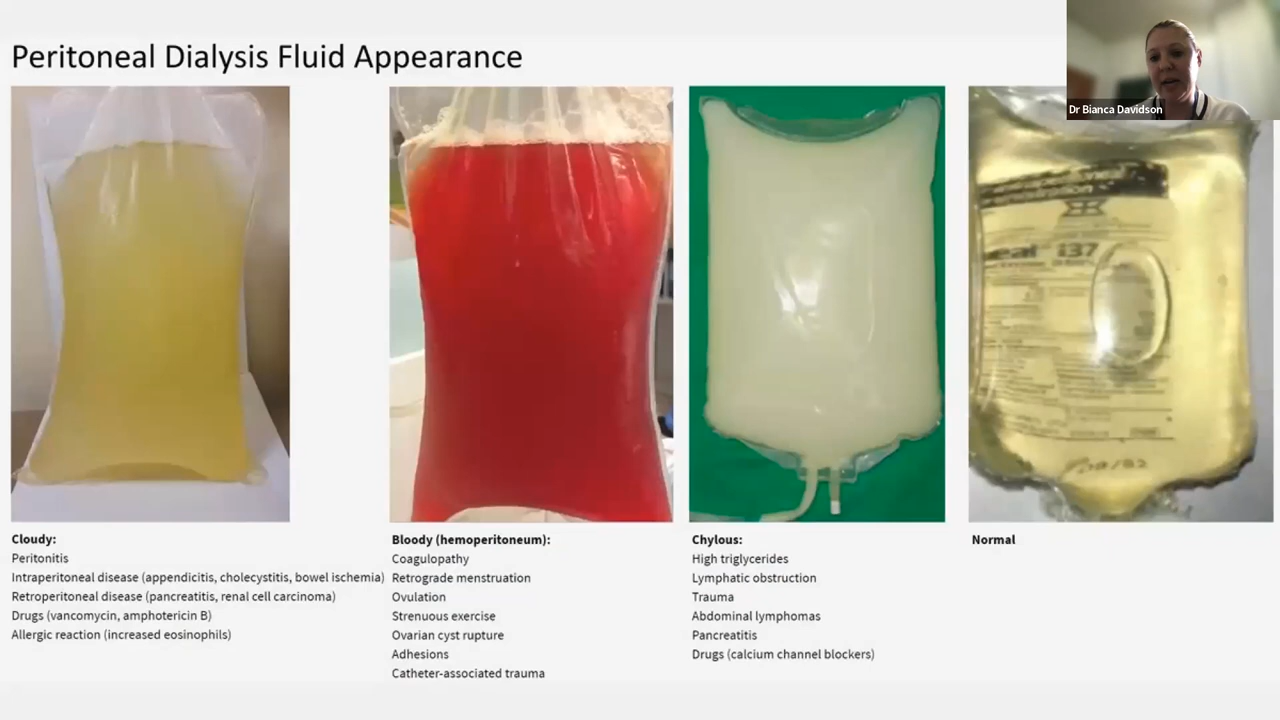 Peritoneal Dialysis Fluid Appearance
Dr Bianca Davidson
i37
Cloudy:
Peritonitis
Intraperitoneal disease (appendicitis, cholecystitis, bowel ischemia)
Retroperitoneal disease (pancreatitis, renal cell carcinoma)
Drugs (vancomycin, amphotericin B)
Allergic reaction (increased eosinophils)
Bloody (hemoperitoneum):
Coagulopathy
Retrograde menstruation
Ovulation
Strenuous exercise
Ovarian cyst rupture
Adhesions
Catheter-associated trauma
Chylous:
High triglycerides
Lymphatic obstruction
Trauma
Abdominal lymphomas
Pancreatitis
Drugs (calcium channel blockers)
Normal